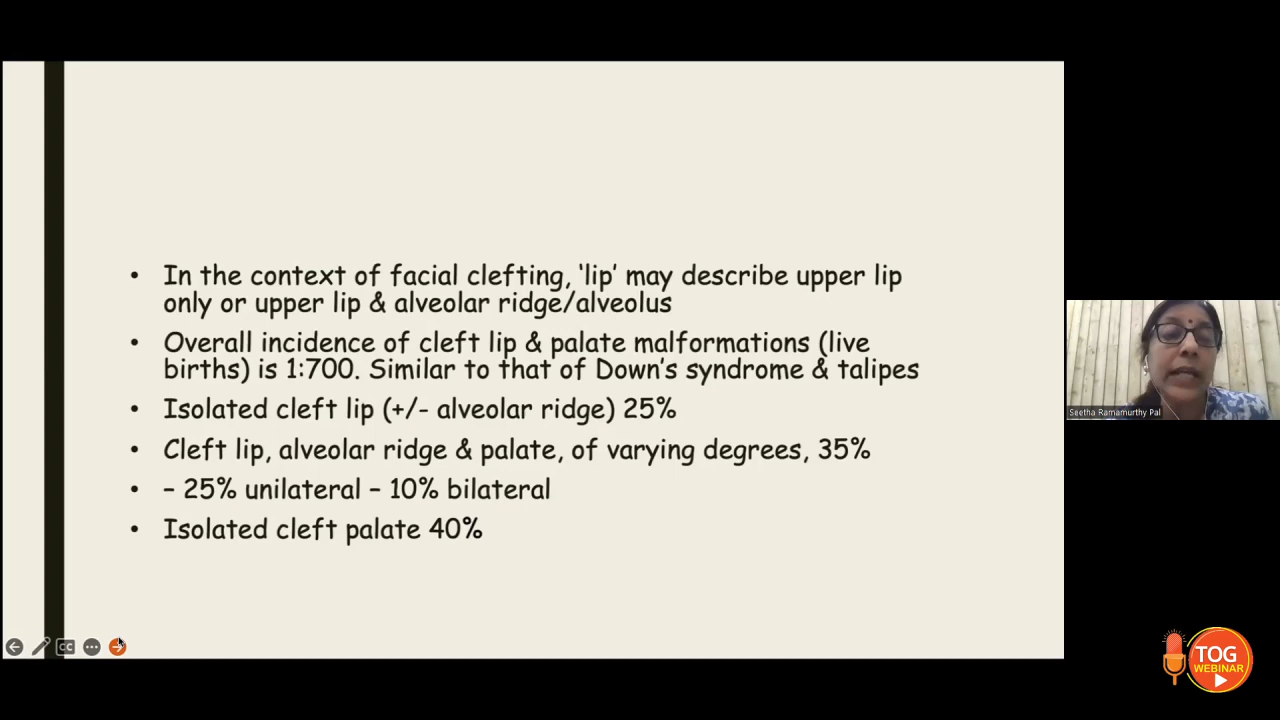 • In the context of facial clefting, ‘lip’ may describe upper lip
only or upper lip & alveolar ridge/alveolus
• Overall incidence of cleft lip & palate malformations (live
births) is 1:700. Similar to that of Down’s syndrome & talipes
• Isolated cleft lip (+/- alveolar ridge) 25%
• Cleft lip, alveolar ridge & palate, of varying degrees, 35%
• – 25% unilateral – 10% bilateral
• Isolated cleft palate 40%
CC
Seetha Ramamurthy Pal
TOG
WEBINAR